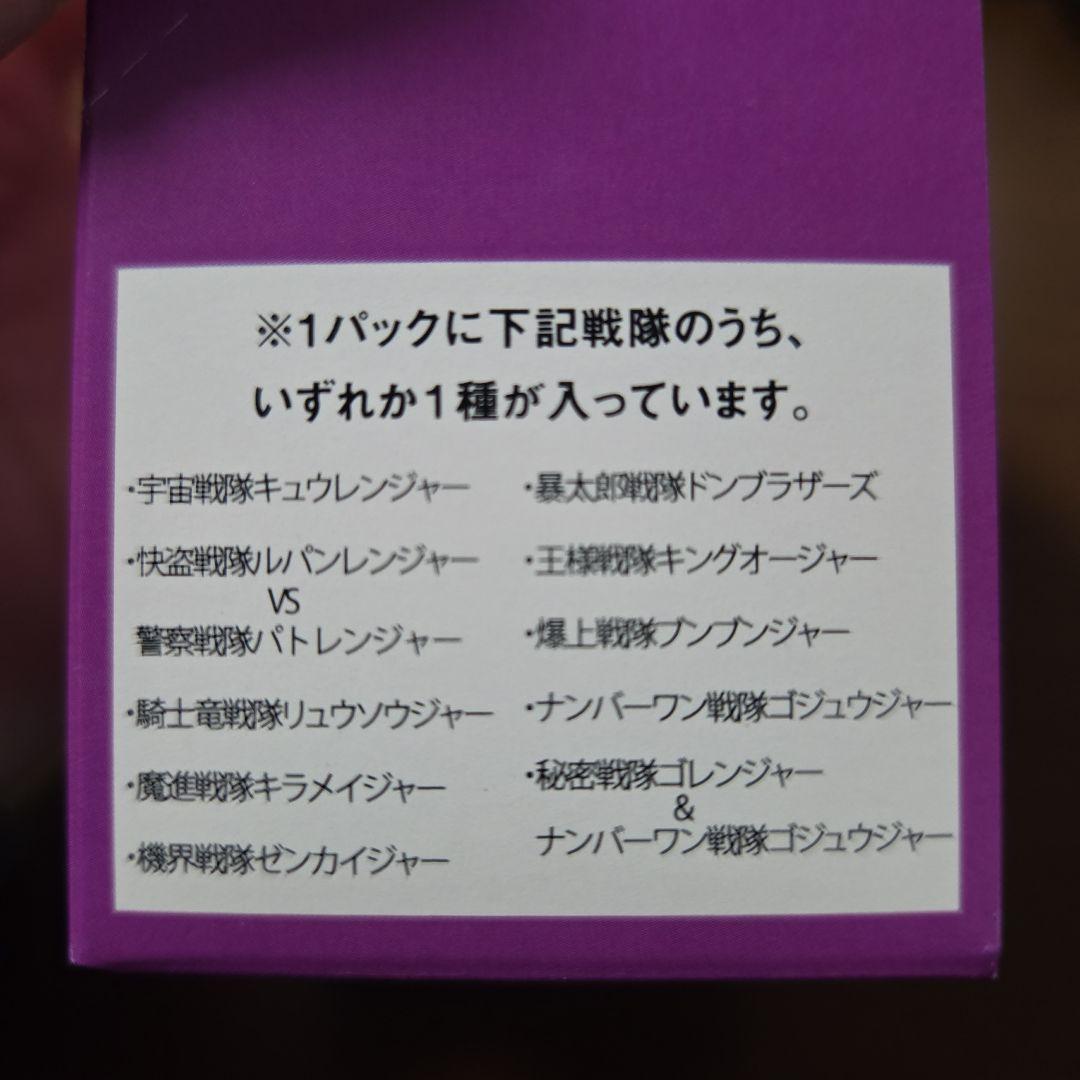 ※1パックに下記戦隊のうち、
いずれか1種が入っています。
・宇宙戦隊キュウレンジャー
・快盗戦隊ルパンレンジャー
VS
警察戦隊パトレンジャー
・騎士竜戦隊リュウソウジャー
・魔進戦隊キラメイジャー
・機界戦隊ゼンカイジャー
・暴太郎戦隊ドンブラザーズ
・王様戦隊キングオージャー
・爆上戦隊ブンブンジャー
・ナンバーワン戦隊ゴジュウジャー
・秘密戦隊ゴレンジャー
&
ナンバーワン戦隊ゴジュウジャー